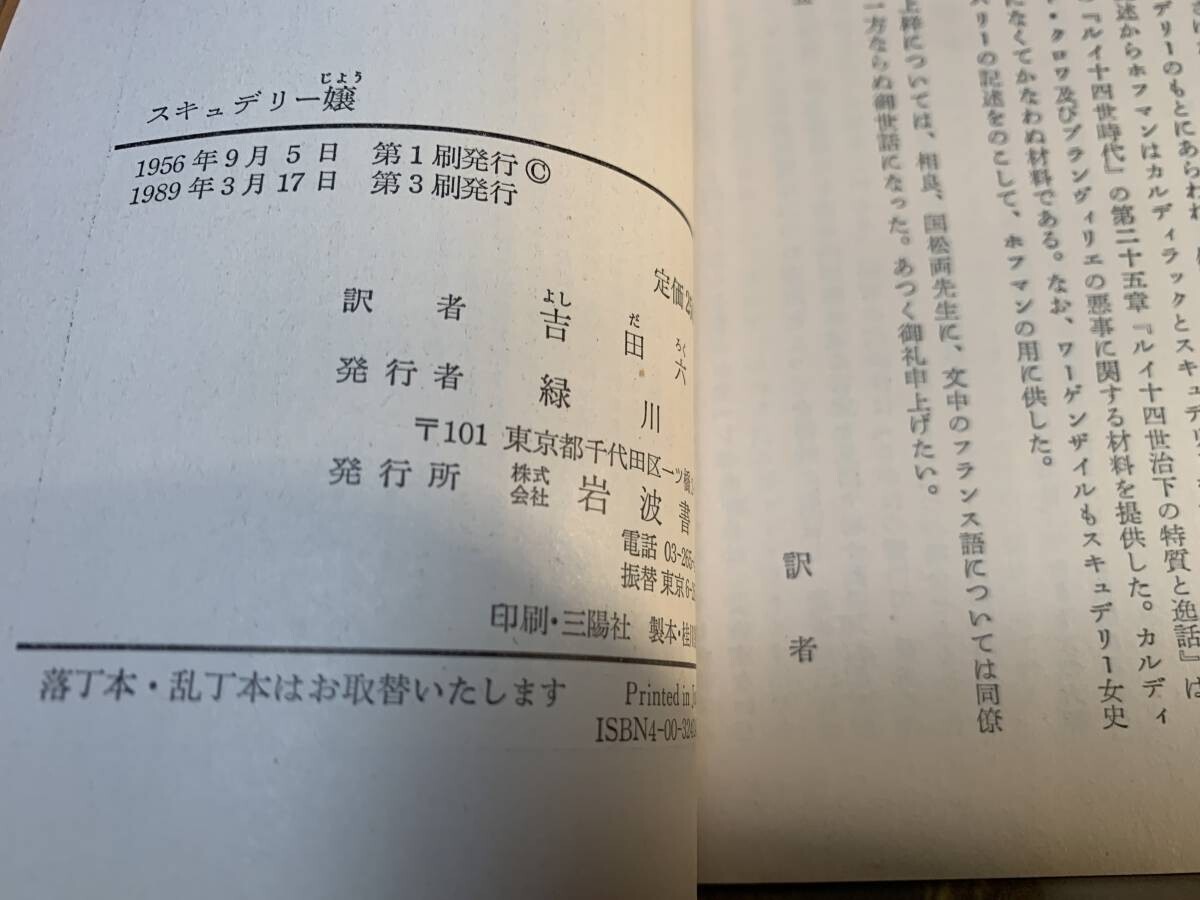 スキュデリー嬢
じょう
1956年9月5日 第1刷発行©
1989年3月17日 第3刷発行
定価2
訳者 吉田六
よしだろく
発行者 緑川
〒101 東京都千代田区一ツ橋
発行所 株式会社 岩波書
電話 03-265-
振替 東京 6-
印刷・三陽社 製本・桂
落丁本・乱丁本はお取替いたします
Printed in
ISBN4-00-324
デリーのもとにあらわれ
述からホフマンはカルディラックとスキュデリ
『ルイ十四世時代』の第二十五章『ルイ十四世治下の特質と逸話』は
ト・クロワ及びブランヴィリエの悪事に関する材料を提供した。カルディ
になくてかなわぬ材料である。なお、ワーゲンザイルもスキュデリー女史
スリーの記述をのこして、ホフマンの用に供した。
上梓については、相良、国松両先生に、文中のフランス語については同僚
一方ならぬ御世話になった。あつく御礼申上げたい。
訳者